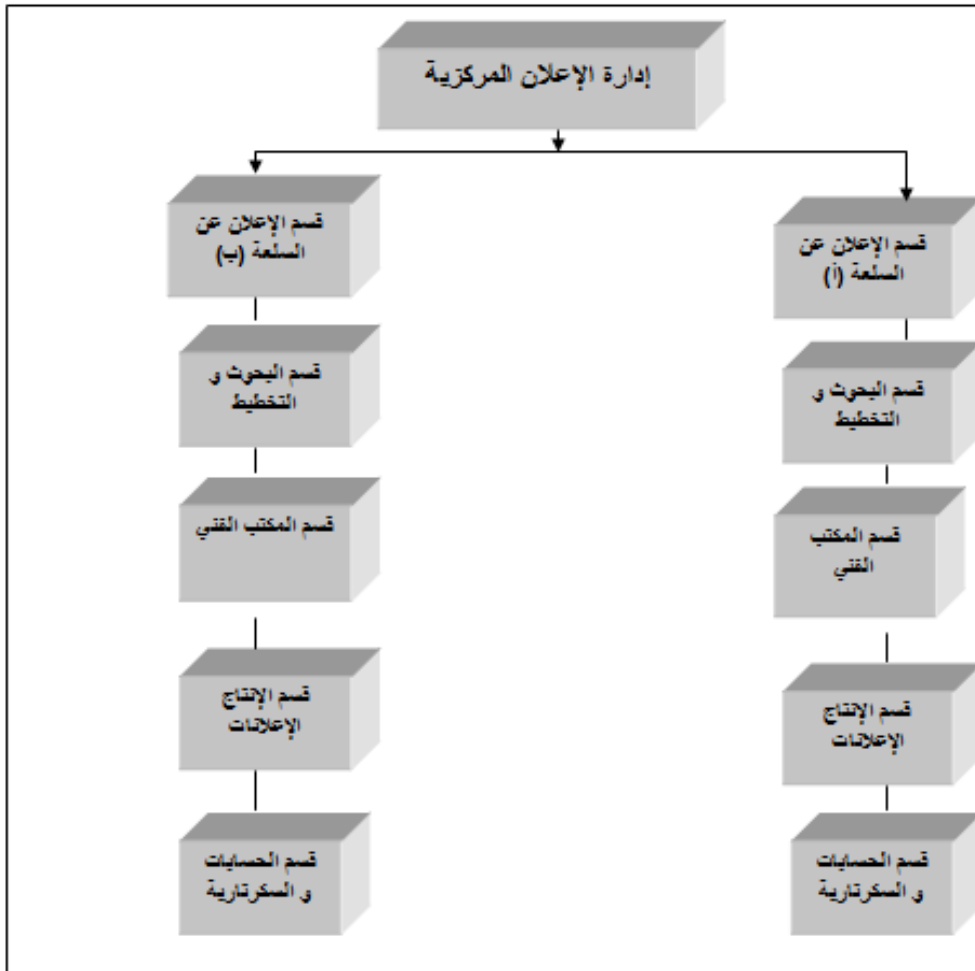 إدارة الإعلان المركزية
قسم الإعلان عن
السلعة (أ)
قسم البحوث و
التخطيط
قسم المكتب
الفني
قسم الإنتاج
الإعلانات
قسم الحسابات
و السكرتارية
قسم الإعلان عن
السلعة (ب)
قسم البحوث و
التخطيط
قسم المكتب الفني
قسم الإنتاج
الإعلانات
قسم الحسابات
و السكرتارية